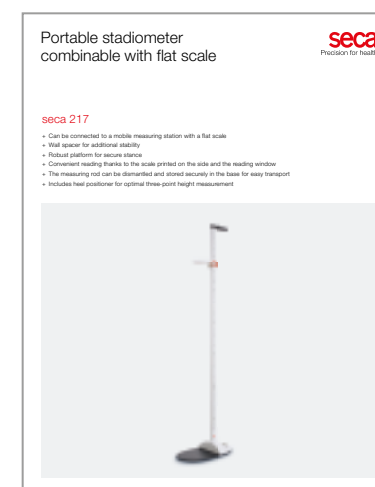 Portable stadiometer
combinable with flat scale
seca
Precision for health
seca 217
+ Can be connected to a mobile measuring station with a flat scale
+ Wall spacer for additional stability
+ Robust platform for secure stance
+ Convenient reading thanks to the scale printed on the side and the reading window
+ The measuring rod can be dismantled and stored securely in the base for easy transport
+ Includes heel positioner for optimal three-point height measurement